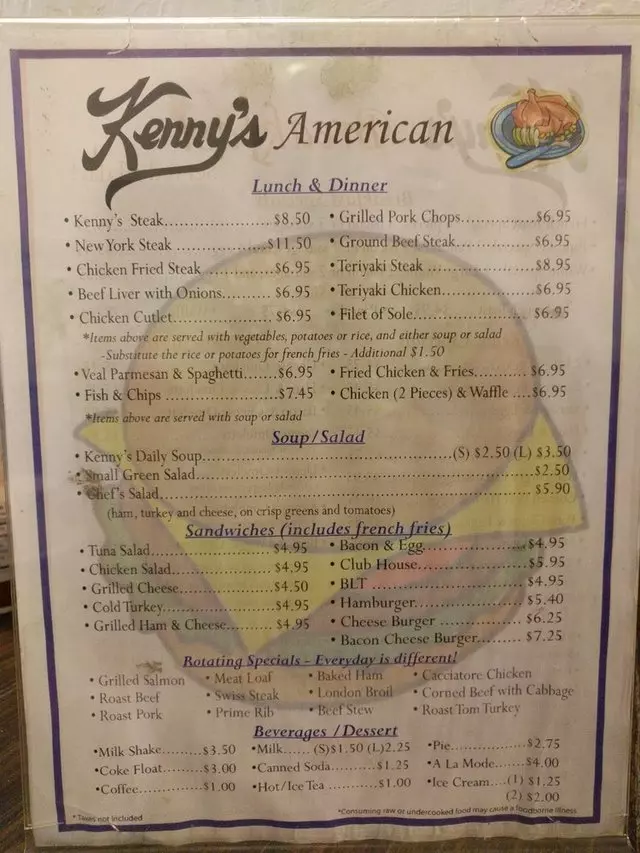 Kenny's American
Lunch & Dinner
• Kenny's Steak.....................$8.50
• New York Steak ..................$11.50
• Chicken Fried Steak .............$6.95
• Beef Liver with Onions.........$6.95
• Chicken Cutlet....................$6.95
• Grilled Pork Chops..............$6.95
• Ground Beef Steak..............$6.95
• Teriyaki Steak ....................$8.95
• Teriyaki Chicken.................$6.95
• Filet of Sole....................... $6.95
*Items above are served with vegetables, potatoes or rice, and either soup or salad
-Substitute the rice or potatoes for french fries - Additional $1.50
• Veal Parmesan & Spaghetti.......$6.95
• Fish & Chips .......................$7.45
• Fried Chicken & Fries...........$6.95
• Chicken (2 Pieces) & Waffle ....$6.95
*Items above are served with soup or salad
Soup/Salad
• Kenny's Daily Soup..............................(S) $2.50 (L) $3.50
• Small Green Salad..............................$2.50
• Chef's Salad..............................$5.90
(ham, turkey and cheese, on crisp greens and tomatoes)
Sandwiches (includes french fries)
• Tuna Salad.....................$4.95
• Chicken Salad..................$4.95
• Grilled Cheese.................$4.50
• Cold Turkey....................$4.95
• Grilled Ham & Cheese..........$4.95
• Bacon & Egg....................$4.95
• Club House.....................$5.95
• BLT ............................$4.95
• Hamburger......................$5.40
• Cheese Burger .................$6.25
• Bacon Cheese Burger........$7.25
Rotating Specials - Everyday is different!
• Grilled Salmon • Meat Loaf • Baked Ham • Cacciatore Chicken
• Roast Beef • Swiss Steak • London Broil • Corned Beef with Cabbage
• Roast Pork • Prime Rib • Beef Stew • Roast Tom Turkey
Beverages /Dessert
•Milk Shake.........$3.50 •Milk...... (S)$1.50 (L)2.25 •Pie...............$2.75
•Coke Float..........$3.00 •Canned Soda..........$1.25 •A La Mode.......$4.00
•Coffee...............$1.00 •Hot/Ice Tea ..........$1.00 •Ice Cream....(1) $1.25
(2) $2.00
* Taxes not included
*Consuming raw or undercooked food may cause a foodborne illness